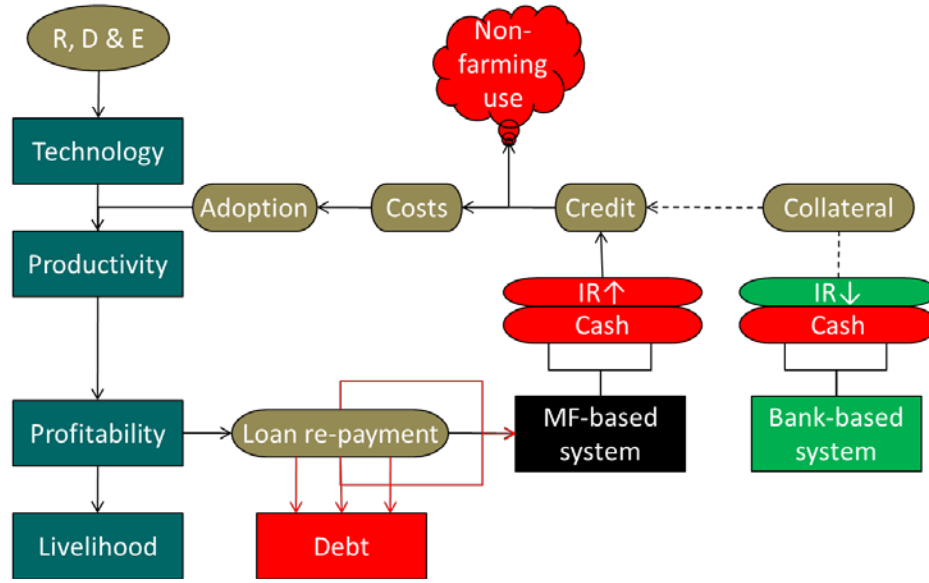 R, D & E
Non-
farming
use
Technology
Adoption
Costs
Credit
Collateral
Productivity
IR↑
Cash
IR↓
Cash
Profitability
Loan re-payment
MF-based
system
Bank-based
system
Livelihood
Debt